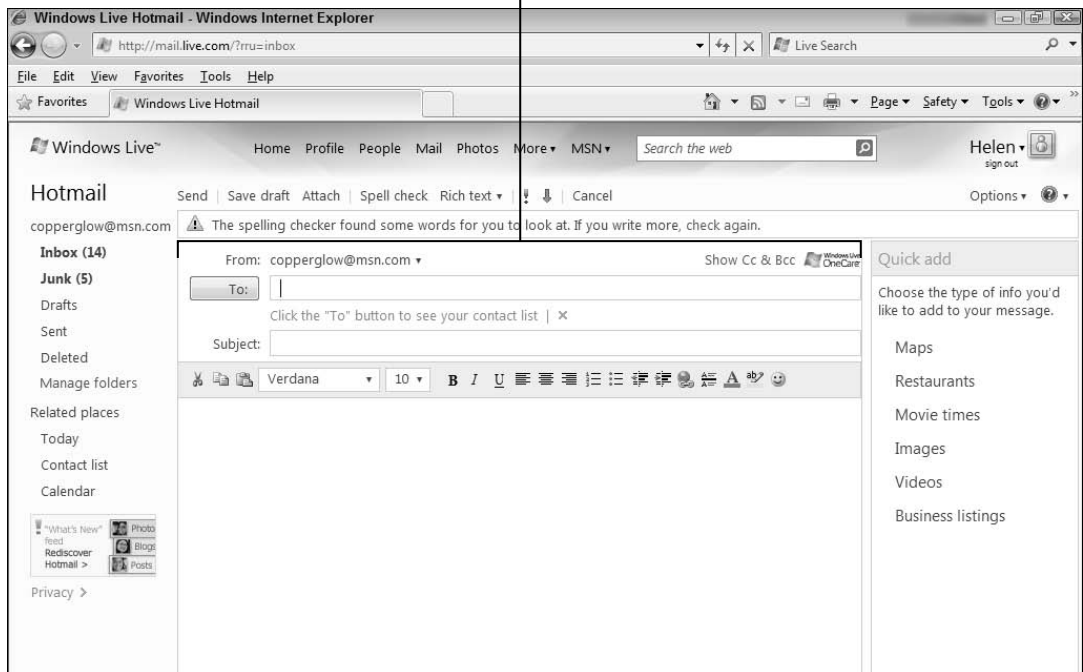 Windows Live Hotmail - Windows Internet Explorer
http://mail.live.com/?rru=inbox
Live Search
File Edit View Favorites Tools Help
Favorites Windows Live Hotmail Page Safety Tools
Windows Live™ Home Profile People Mail Photos More MSN Search the web Helen
sign out
Hotmail Send | Save draft Attach | Spell check Rich text | Cancel Options
copperglow@msn.com The spelling checker found some words for you to look at. If you write more, check again.
Inbox (14) From: copperglow@msn.com Show Cc & Bcc Windows Live OneCare Quick add
Junk (5) To: Choose the type of info you'd
Drafts like to add to your message.
Click the "To" button to see your contact list | ×
Sent Subject: Maps
Deleted
Manage folders Verdana 10 B I U Restaurants
Related places Movie times
Today Images
Contact list Videos
Calendar Business listings
"What's New" Photo
feed Blogs
Rediscover
Hotmail > Posts
Privacy >